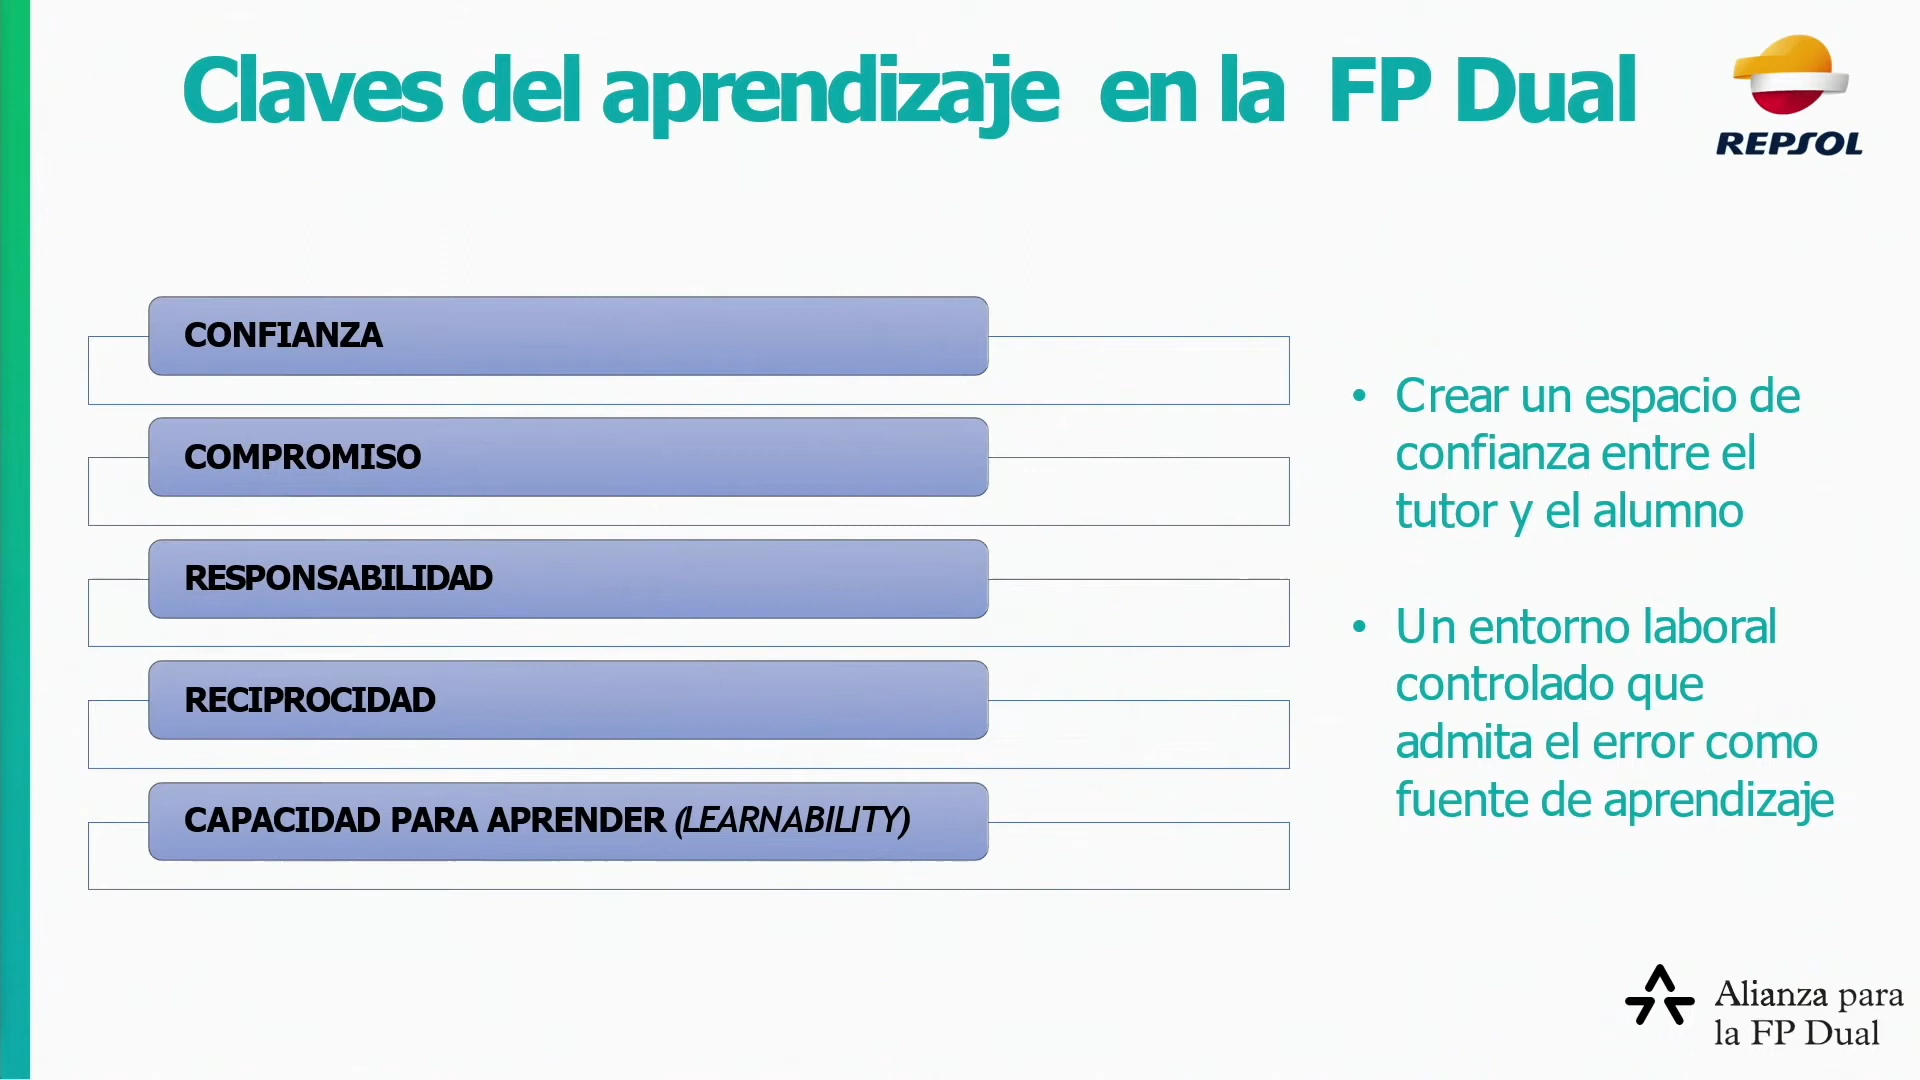 Claves del aprendizaje en la FP Dual
REPSOL
CONFIANZA
COMPROMISO
RESPONSABILIDAD
RECIPROCIDAD
CAPACIDAD PARA APRENDER (LEARNABILITY)
• Crear un espacio de
confianza entre el
tutor y el alumno
• Un entorno laboral
controlado que
admita el error como
fuente de aprendizaje
Alianza para
la FP Dual